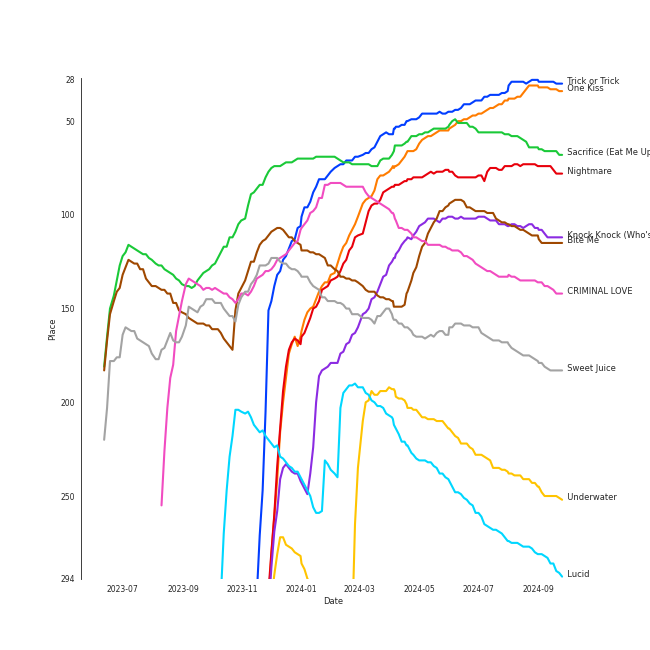 28
50
100
150
200
250
294
Place
2023-07
2023-09
2023-11
2024-01
2024-03
2024-05
2024-07
2024-09
Date
Trick or Trick
One Kiss
Sacrifice (Eat Me Up
Nightmare
Knock Knock (Who's
Bite Me
CRIMINAL LOVE
Sweet Juice
Underwater
Lucid